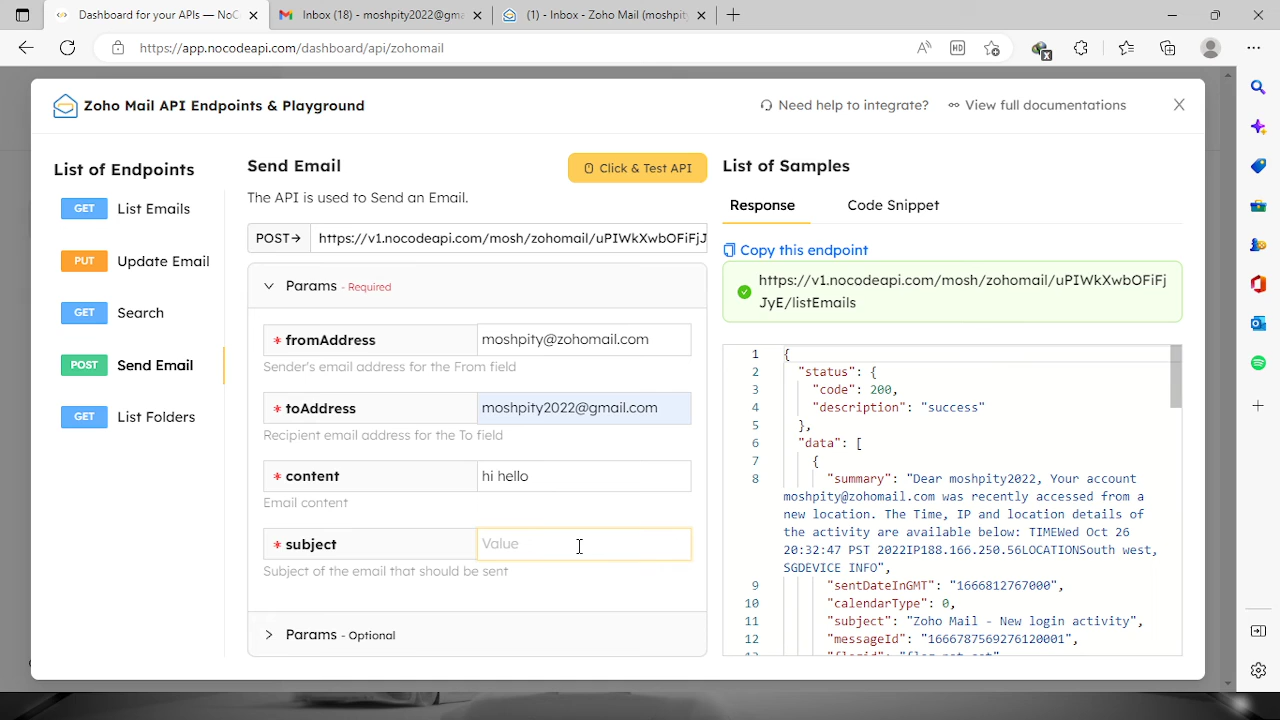 Dashboard for your APIs — NoC
Inbox (18) - moshpity2022@gma
(1) - Inbox - Zoho Mail (moshpity
https://app.nocodeapi.com/dashboard/api/zohomail
Zoho Mail API Endpoints & Playground
Need help to integrate?
View full documentations
List of Endpoints
GET List Emails
PUT Update Email
GET Search
POST Send Email
GET List Folders
Send Email
Click & Test API
The API is used to Send an Email.
POST→ https://v1.nocodeapi.com/mosh/zohomail/uPIWkXwbOFiFjJ
Params - Required
* fromAddress moshpity@zohomail.com
Sender's email address for the From field
* toAddress moshpity2022@gmail.com
Recipient email address for the To field
* content hi hello
Email content
* subject Value
Subject of the email that should be sent
Params - Optional
List of Samples
Response Code Snippet
Copy this endpoint
https://v1.nocodeapi.com/mosh/zohomail/uPIWkXwbOFiFj
JyE/listEmails
1 {
2 "status": {
3 "code": 200,
4 "description": "success"
5 },
6 "data": [
7 {
8 "summary": "Dear moshpity2022, Your account
moshpity@zohomail.com was recently accessed from a
new location. The Time, IP and location details of
the activity are available below: TIMEWed Oct 26
20:32:47 PST 2022IP188.166.250.56LOCATIONSouth west,
SGDEVICE INFO",
9 "sentDateInGMT": "1666812767000",
10 "calendarType": 0,
11 "subject": "Zoho Mail - New login activity",
12 "messageId": "1666787569276120001",